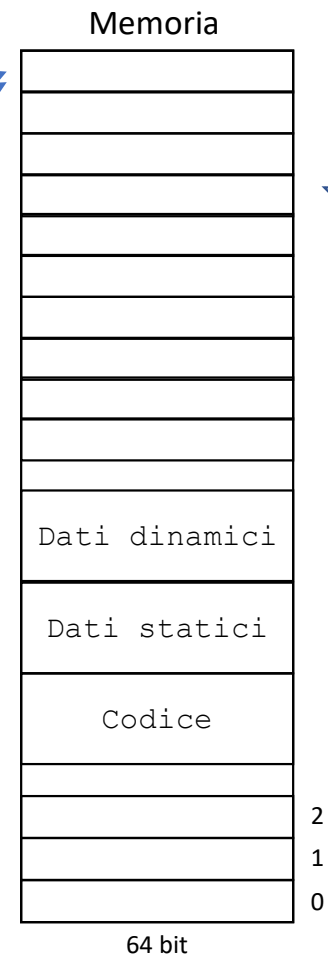 Memoria
Dati dinamici
Dati statici
Codice
2
1
0
64 bit